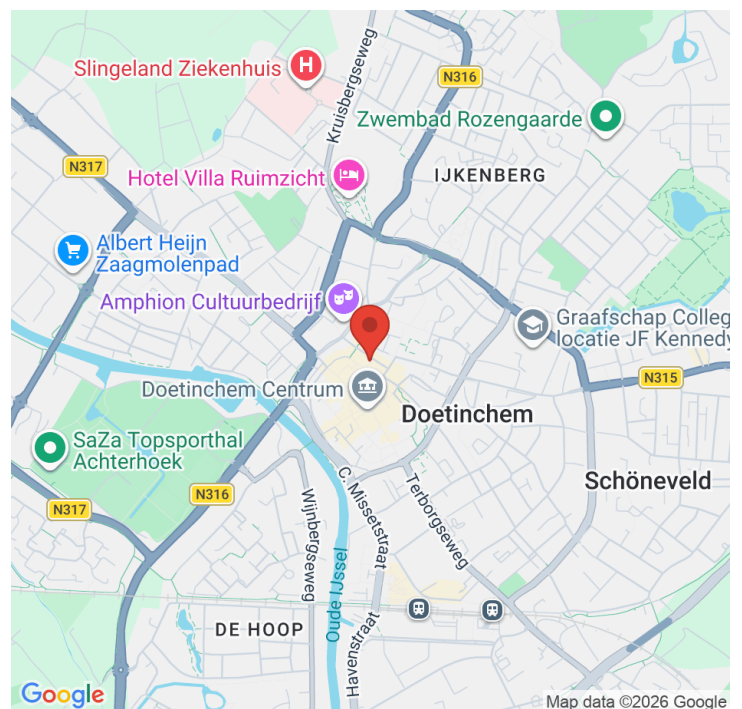 Slingeland Ziekenhuis
Kruisbergseweg
N316
Zwembad Rozengaarde
N317
Hotel Villa Ruimzicht
IJKENBERG
Albert Heijn
Zaagmolenpad
Amphion Cultuurbedrijf
Graafschap Colleg
locatie JF Kennedy
N315
Doetinchem Centrum
Doetinchem
SaZa Topsporthal
Achterhoek
Schöneveld
N316
N317
C. Missetstraat
Terborgseweg
Wijnbergseweg
Oude IJssel
DE HOOP
Havenstraat
Google
Map data ©2026 Google